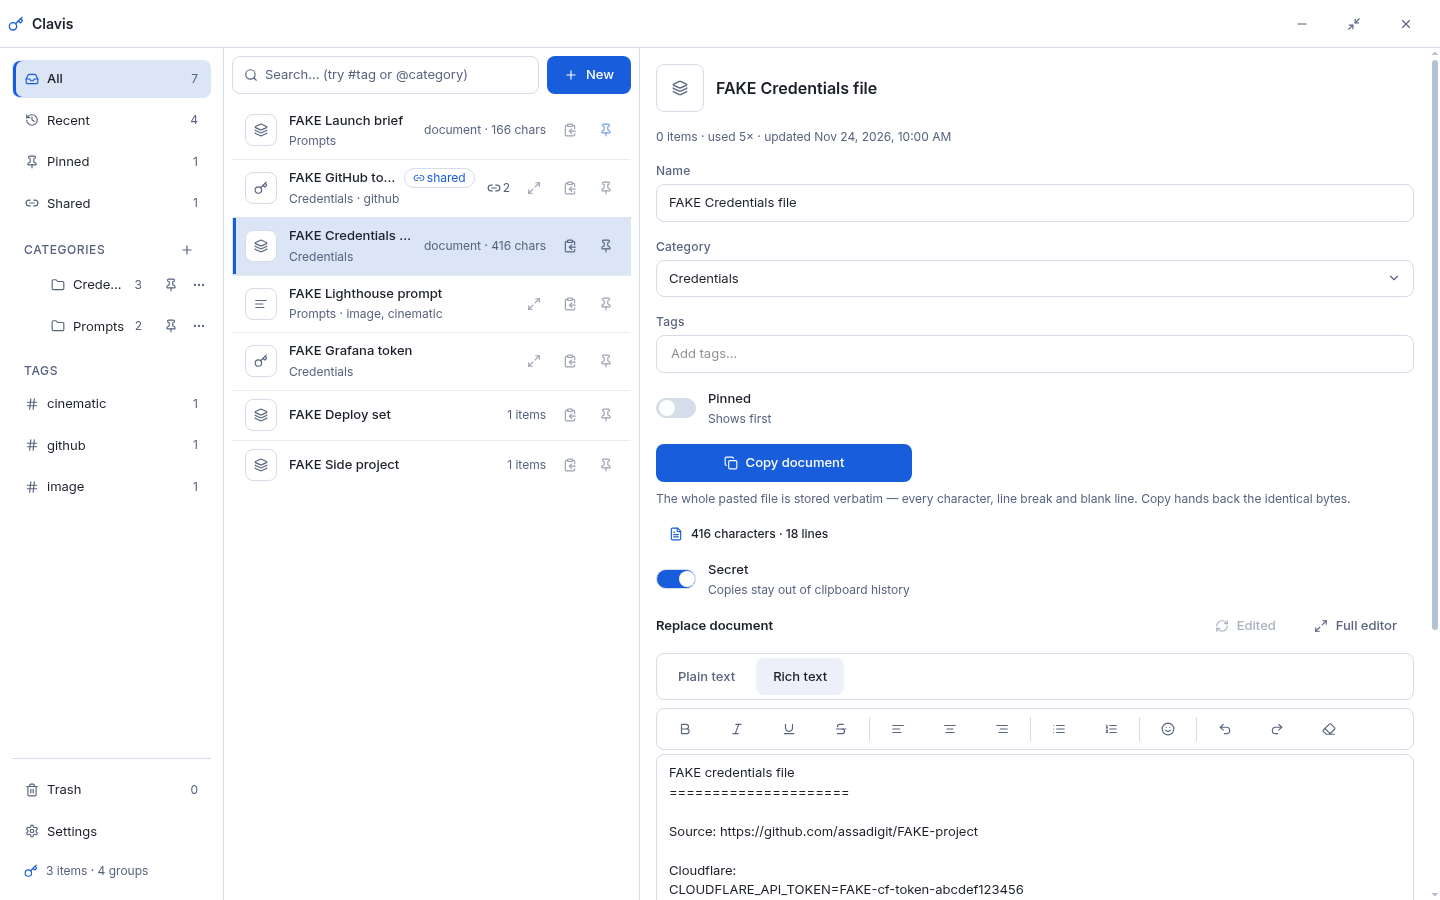 Clavis
All 7
Recent 4
Pinned 1
Shared 1
CATEGORIES
Crede... 3
Prompts 2
TAGS
cinematic 1
github 1
image 1
Trash 0
Settings
3 items · 4 groups
Search... (try #tag or @category)
New
FAKE Launch brief
Prompts
document · 166 chars
FAKE GitHub to... shared 2
Credentials · github
FAKE Credentials ...
Credentials
document · 416 chars
FAKE Lighthouse prompt
Prompts · image, cinematic
FAKE Grafana token
Credentials
FAKE Deploy set 1 items
FAKE Side project 1 items
FAKE Credentials file
0 items · used 5× · updated Nov 24, 2026, 10:00 AM
Name
FAKE Credentials file
Category
Credentials
Tags
Add tags...
Pinned
Shows first
Copy document
The whole pasted file is stored verbatim — every character, line break and blank line. Copy hands back the identical bytes.
416 characters · 18 lines
Secret
Copies stay out of clipboard history
Replace document Edited Full editor
Plain text Rich text
FAKE credentials file
=====================
Source: https://github.com/assadigit/FAKE-project
Cloudflare:
CLOUDFLARE_API_TOKEN=FAKE-cf-token-abcdef123456